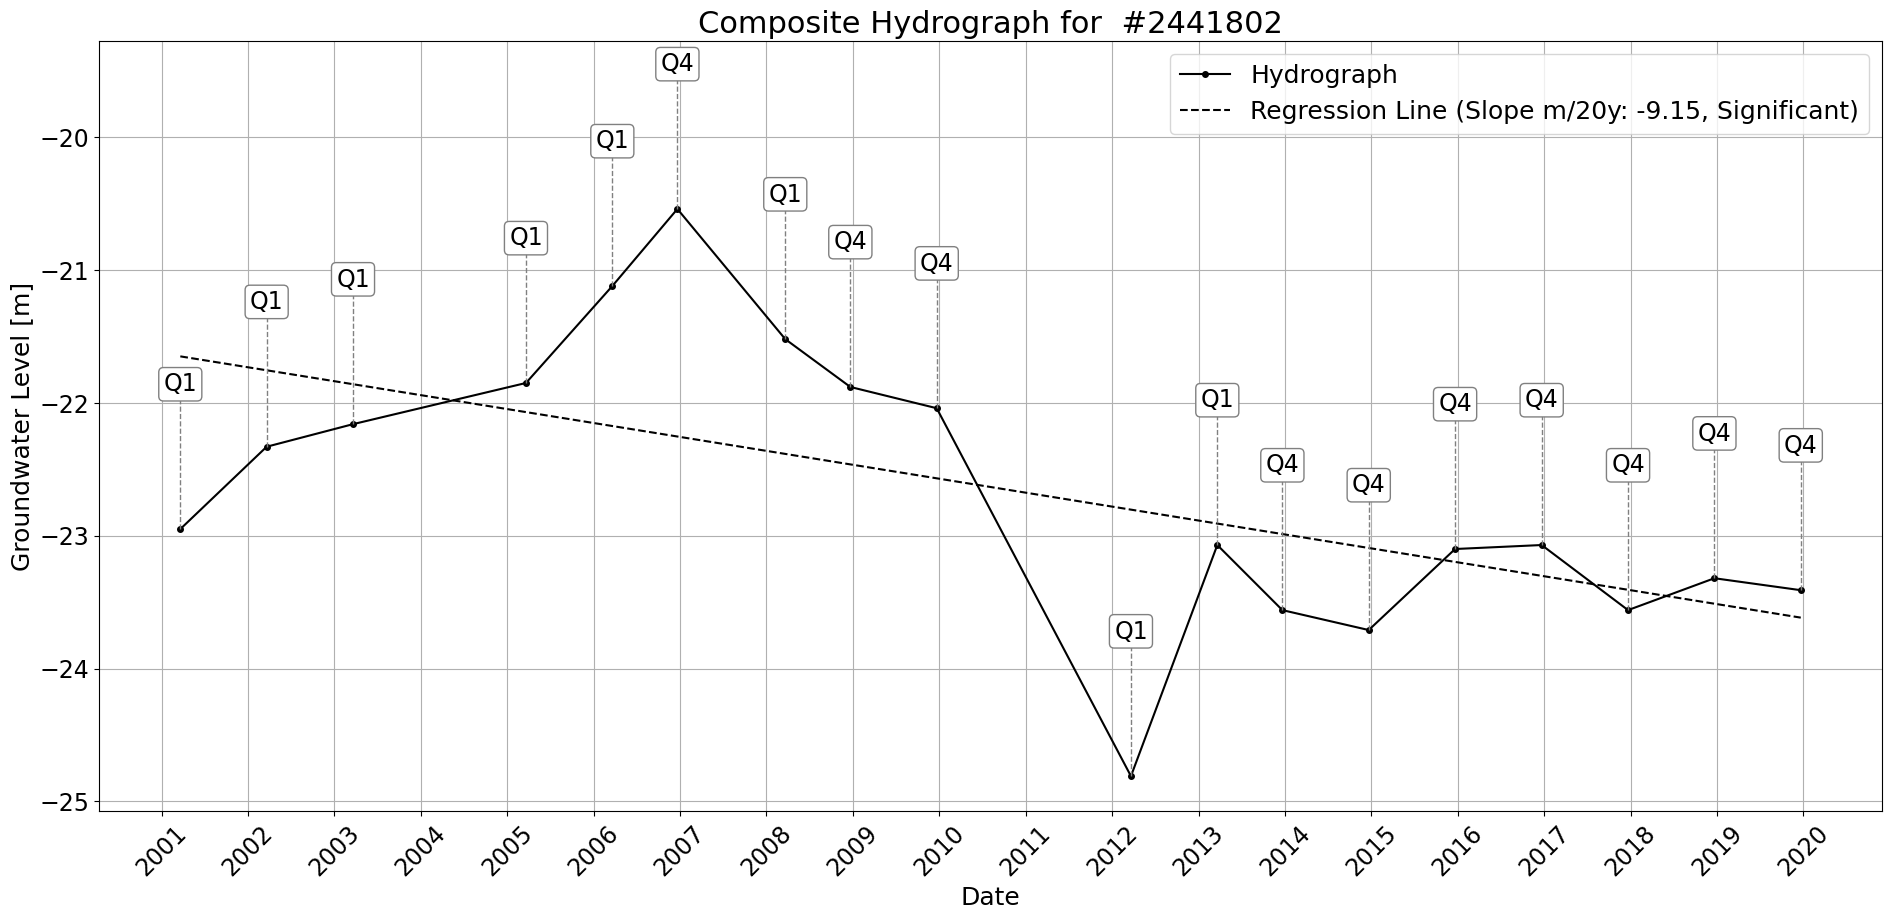 Composite Hydrograph for  #2441802
Hydrograph
Regression Line (Slope m/20y: -9.15, Significant)
Groundwater Level [m]
−20
−21
−22
−23
−24
−25
Q1
Q1
Q1
Q1
Q1
Q4
Q1
Q4
Q4
Q1
Q1
Q4
Q4
Q4
Q4
Q4
Q4
Q4
2001
2002
2003
2004
2005
2006
2007
2008
2009
2010
2011
2012
2013
2014
2015
2016
2017
2018
2019
2020
Date